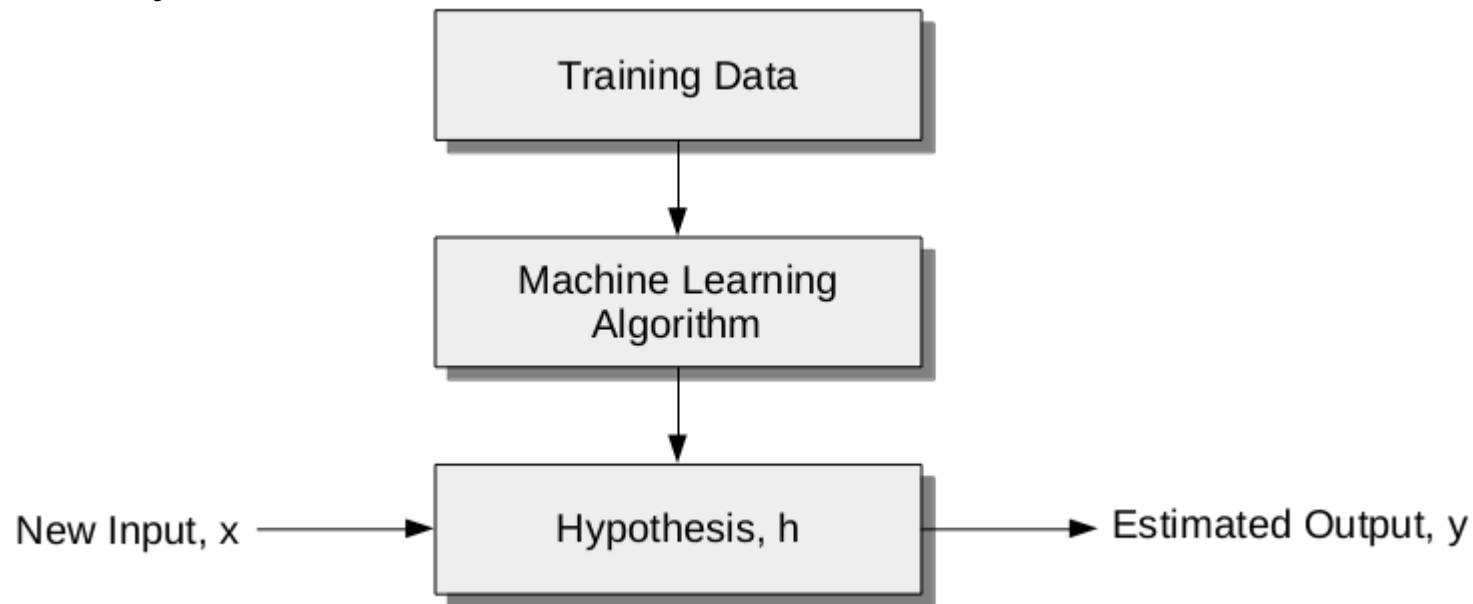 Training Data
Machine Learning
Algorithm
New Input, x
Hypothesis, h
Estimated Output, y